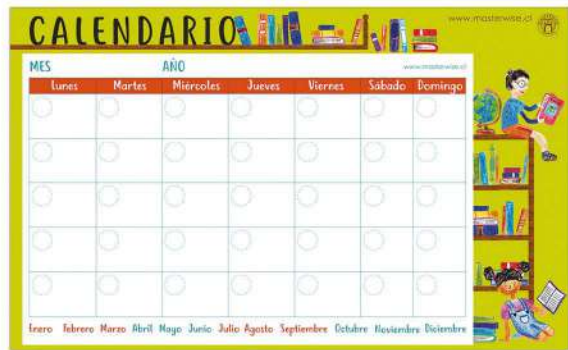 CALENDARIO
www.masterwise.cl
MES AÑO www.masterwise.cl
Lunes Martes Miércoles Jueves Viernes Sábado Domingo
Enero Febrero Marzo Abril Mayo Junio Julio Agosto Septiembre Octubre Noviembre Diciembre